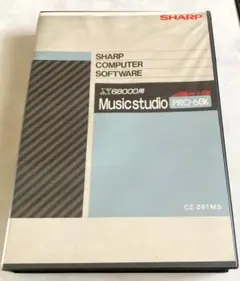 SHARP
SHARP
COMPUTER
SOFTWARE
X68000用
Musicstudio PRO-68K
CZ-261MS